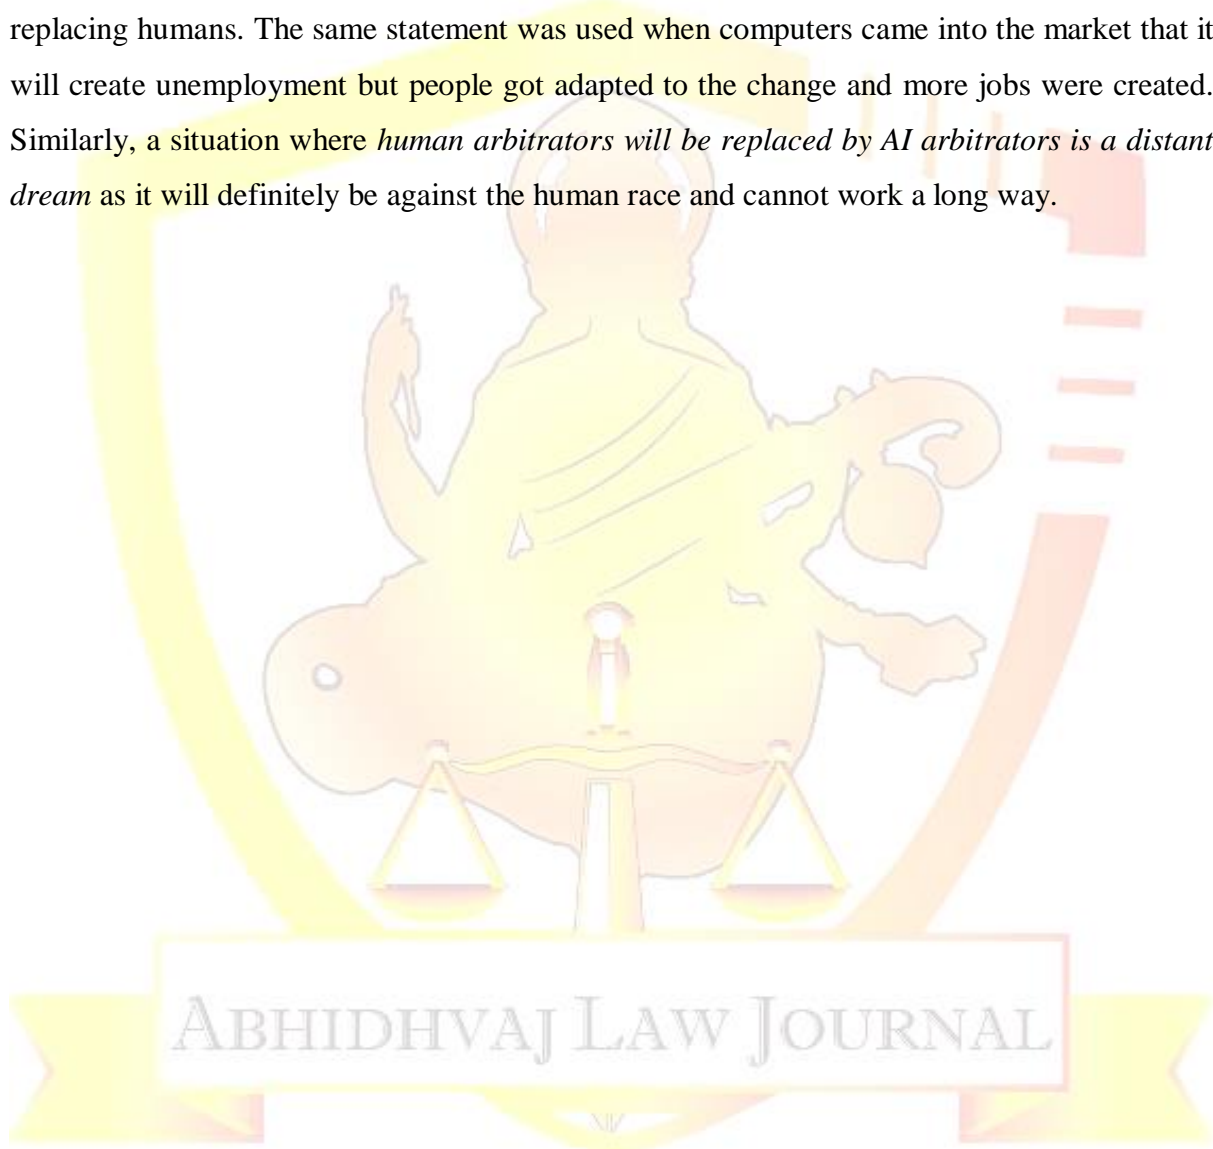 replacing humans. The same statement was used when computers came into the market that it
will create unemployment but people got adapted to the change and more jobs were created.
Similarly, a situation where human arbitrators will be replaced by AI arbitrators is a distant
dream as it will definitely be against the human race and cannot work a long way.
ABHIDHVAJ LAW JOURNAL